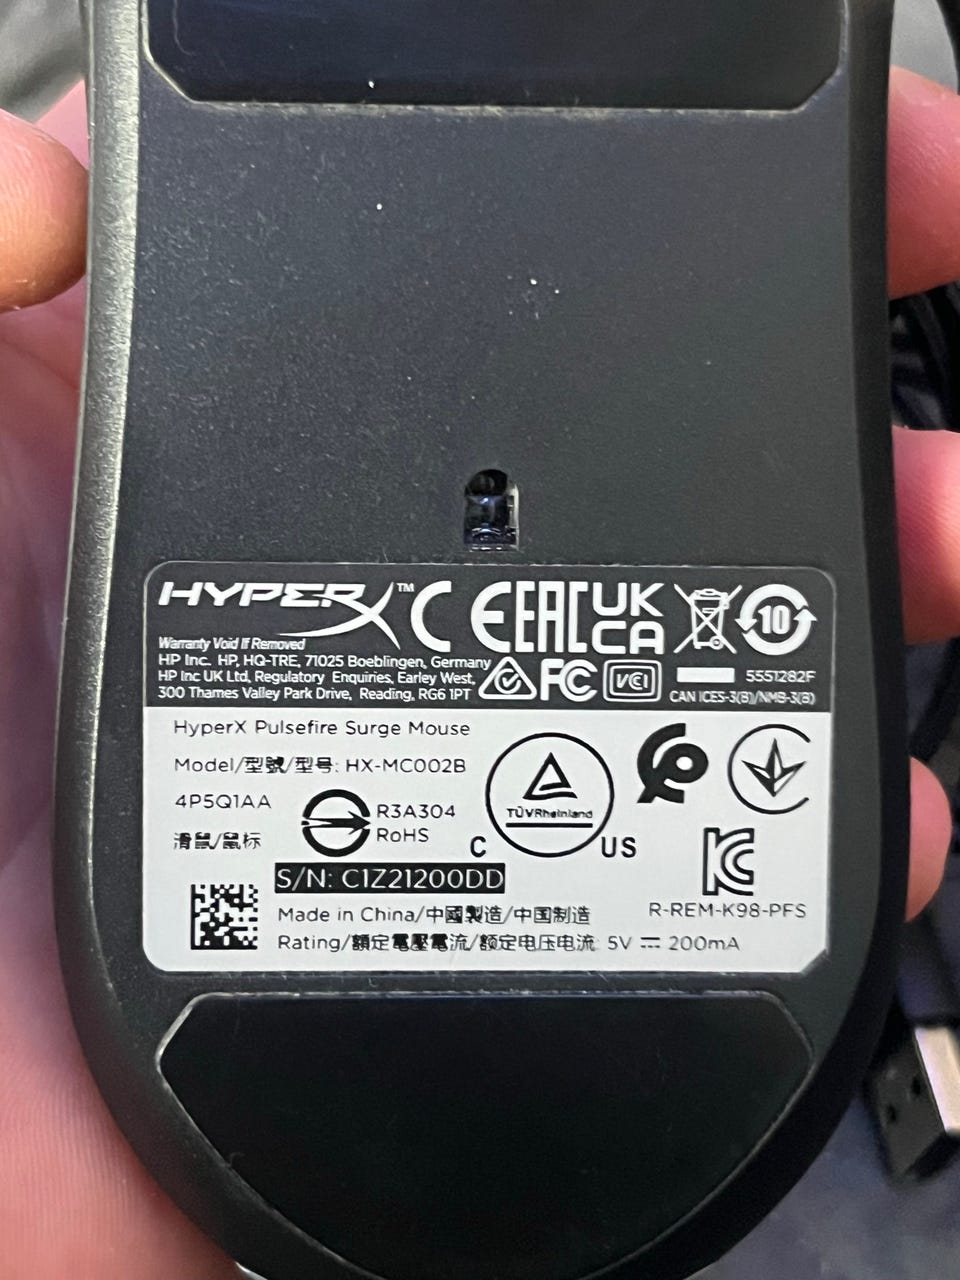 HYPERX™ CE EAC UK CA 10
Warranty Void If Removed
HP Inc. HP, HQ-TRE, 71025 Boeblingen, Germany
HP Inc UK Ltd, Regulatory Enquiries, Earley West,
300 Thames Valley Park Drive, Reading, RG6 1PT
FC VCI
5551282F
CAN ICES-3(B)/NMB-3(B)
HyperX Pulsefire Surge Mouse
Model/型號/型号: HX-MC002B
4P5Q1AA
滑鼠/鼠标
R3A304
RoHS
TÜVRheinland
C US
S/N: C1Z21200DD
Made in China/中國製造/中国制造
Rating/額定電壓電流/额定电压电流: 5V ⎓ 200mA
KC
R-REM-K98-PFS